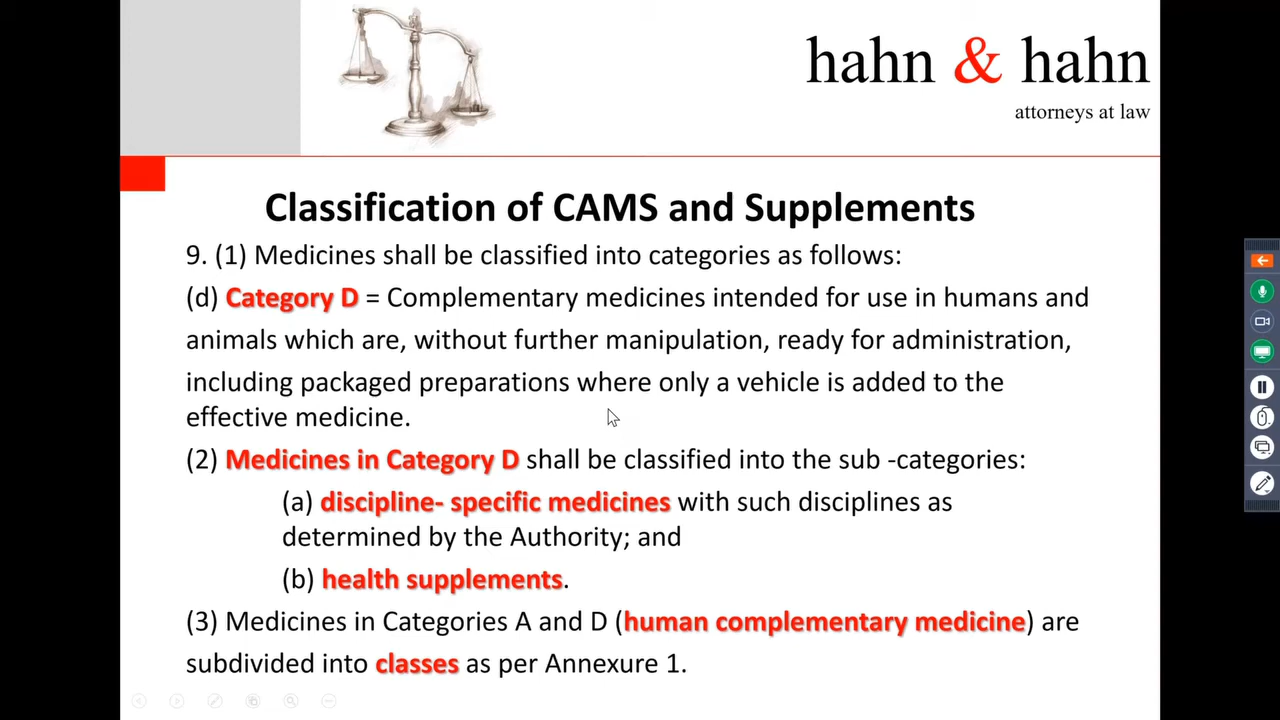 hahn & hahn
attorneys at law
Classification of CAMS and Supplements
9. (1) Medicines shall be classified into categories as follows:
(d) Category D = Complementary medicines intended for use in humans and
animals which are, without further manipulation, ready for administration,
including packaged preparations where only a vehicle is added to the
effective medicine.
(2) Medicines in Category D shall be classified into the sub -categories:
(a) discipline- specific medicines with such disciplines as
determined by the Authority; and
(b) health supplements.
(3) Medicines in Categories A and D (human complementary medicine) are
subdivided into classes as per Annexure 1.